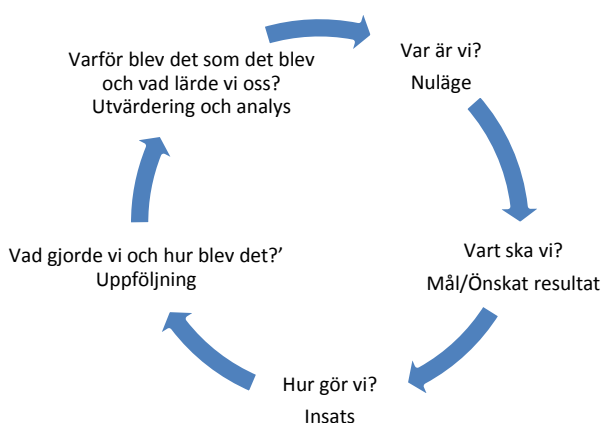 Varför blev det som det blev
och vad lärde vi oss?
Utvärdering och analys
Var är vi?
Nuläge
Vart ska vi?
Mål/Önskat resultat
Hur gör vi?
Insats
Vad gjorde vi och hur blev det?’
Uppföljning